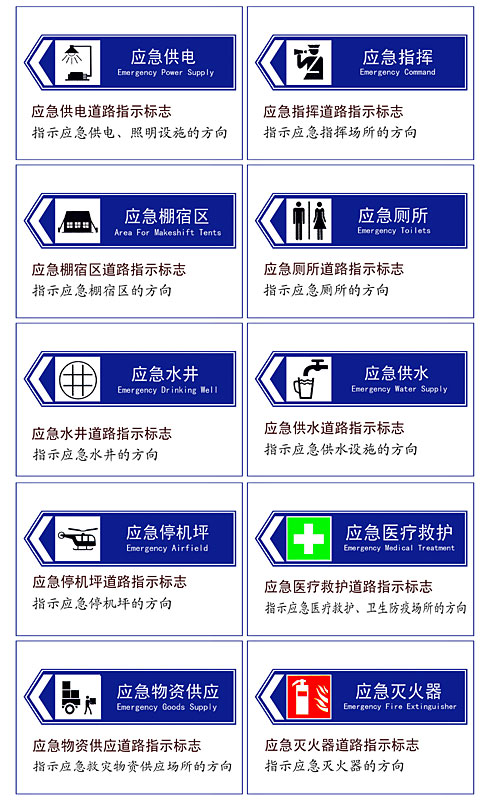 应急供电
Emergency Power Supply
应急供电道路指示标志
指示应急供电、照明设施的方向
应急指挥
Emergency Command
应急指挥道路指示标志
指示应急指挥场所的方向
应急棚宿区
Area For Makeshift Tents
应急棚宿区道路指示标志
指示应急棚宿区的方向
应急厕所
Emergency Toilets
应急厕所道路指示标志
指示应急厕所的方向
应急水井
Emergency Drinking Well
应急水井道路指示标志
指示应急水井的方向
应急供水
Emergency Water Supply
应急供水道路指示标志
指示应急供水设施的方向
应急停机坪
Emergency Airfield
应急停机坪道路指示标志
指示应急停机坪的方向
应急医疗救护
Emergency Medical Treatment
应急医疗救护道路指示标志
指示应急医疗救护、卫生防疫场所的方向
应急物资供应
Emergency Goods Supply
应急物资供应道路指示标志
指示应急救灾物资供应场所的方向
应急灭火器
Emergency Fire Extinguisher
应急灭火器道路指示标志
指示应急灭火器的方向